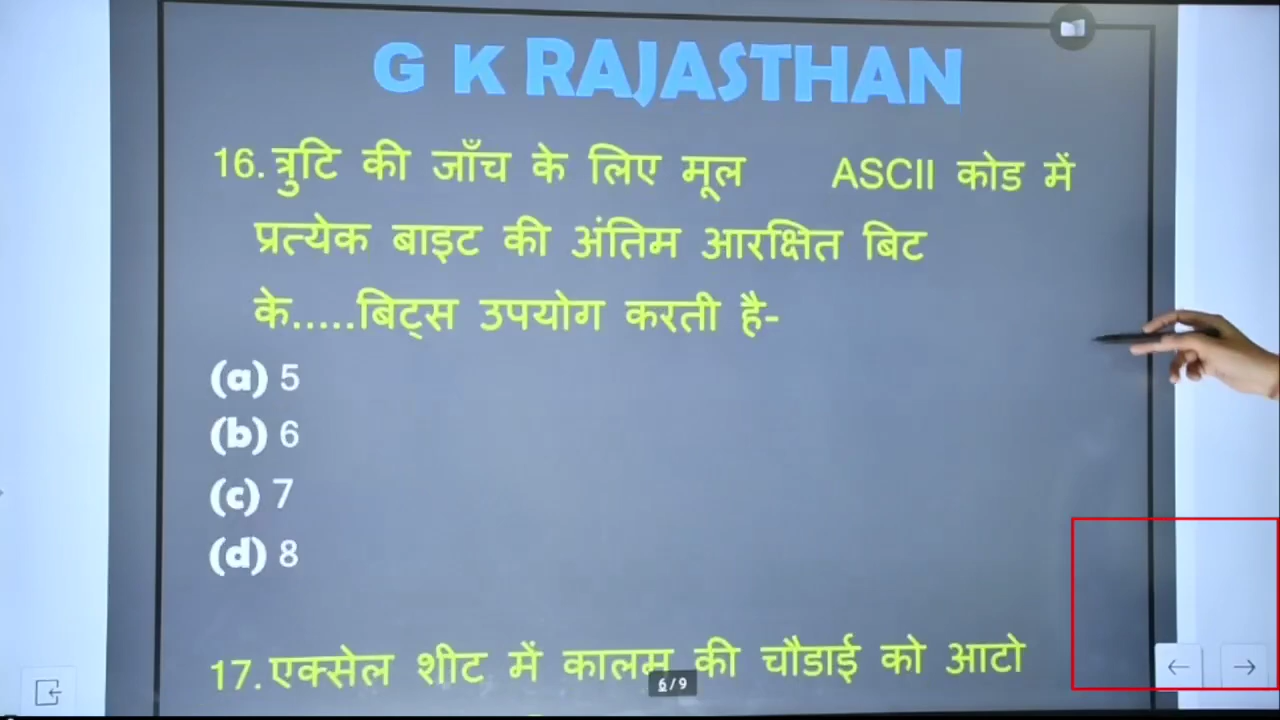 G K RAJASTHAN
16. त्रुटि की जाँच के लिए मूल ASCII कोड में
प्रत्येक बाइट की अंतिम आरक्षित बिट
के.....बिट्स उपयोग करती है-
(a) 5
(b) 6
(c) 7
(d) 8
17. एक्सेल शीट में कालम की चौडाई को आटो
6/9